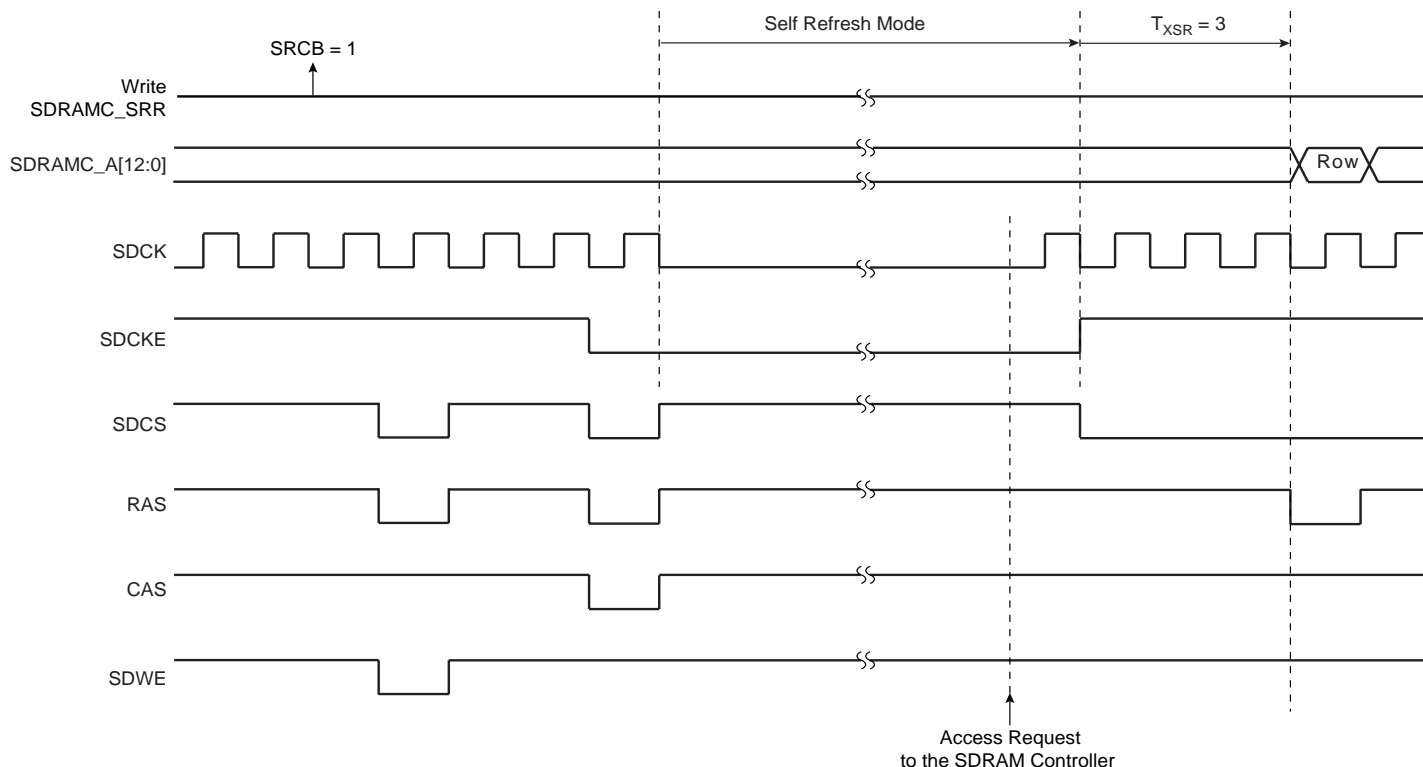 Self Refresh Mode
T_XSR = 3
SRCB = 1
Write
SDRAMC_SRR
SDRAMC_A[12:0]
Row
SDCK
SDCKE
SDCS
RAS
CAS
SDWE
Access Request
to the SDRAM Controller